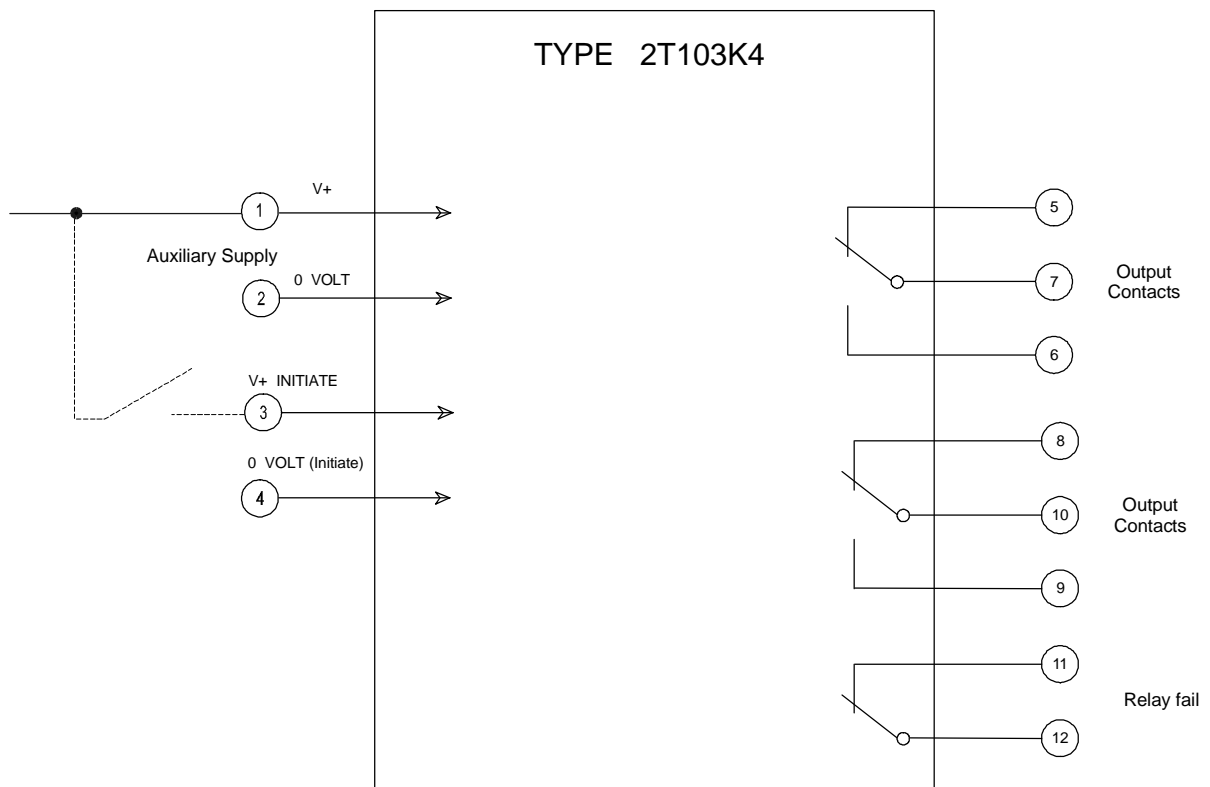 TYPE 2T103K4
V+
1
Auxiliary Supply
0 VOLT
2
V+ INITIATE
3
0 VOLT (Initiate)
4
5
7
Output
Contacts
6
8
10
Output
Contacts
9
11
Relay fail
12